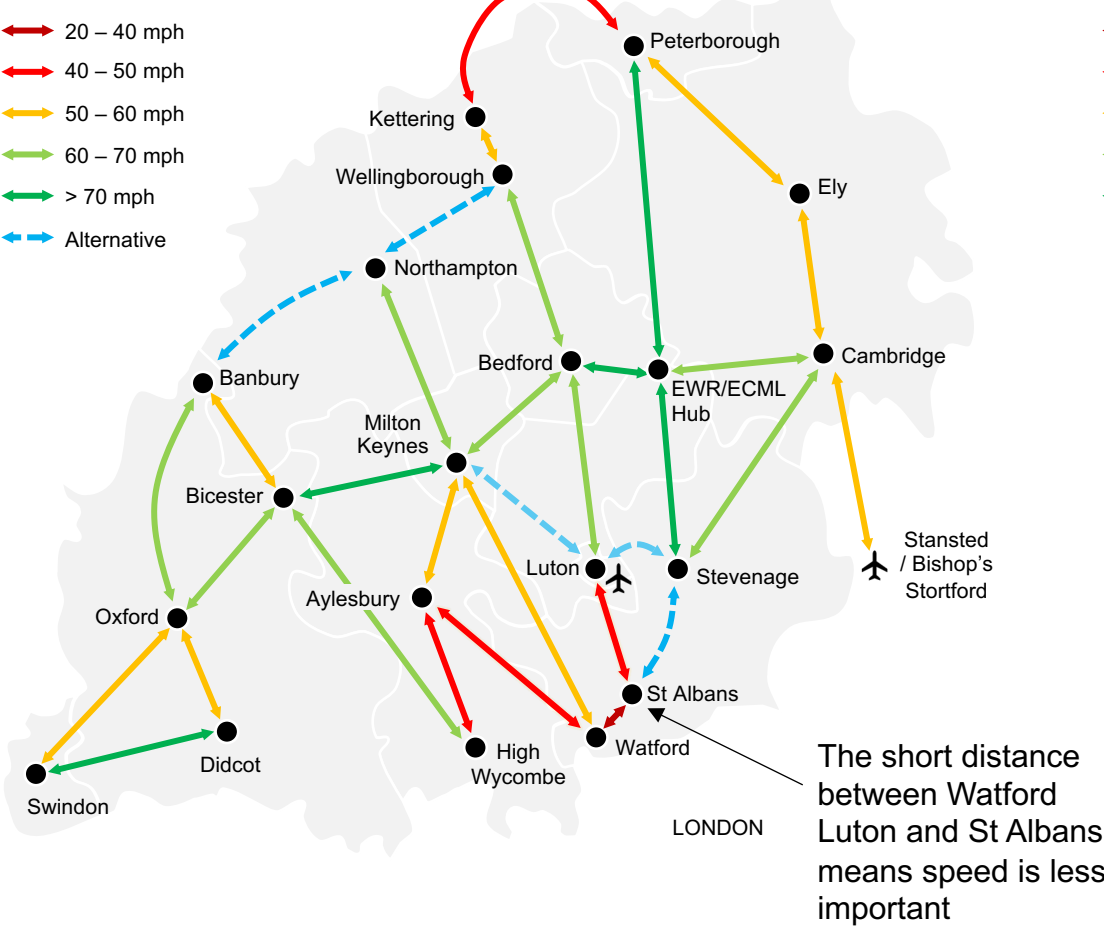 20 – 40 mph
40 – 50 mph
50 – 60 mph
60 – 70 mph
> 70 mph
Alternative
Peterborough
Kettering
Wellingborough
Ely
Northampton
Bedford
Cambridge
EWR/ECML
Hub
Banbury
Milton
Keynes
Bicester
Luton
Stevenage
Stansted
/ Bishop’s
Stortford
Aylesbury
Oxford
St Albans
Watford
High
Wycombe
Didcot
Swindon
LONDON
The short distance
between Watford
Luton and St Albans
means speed is less
important